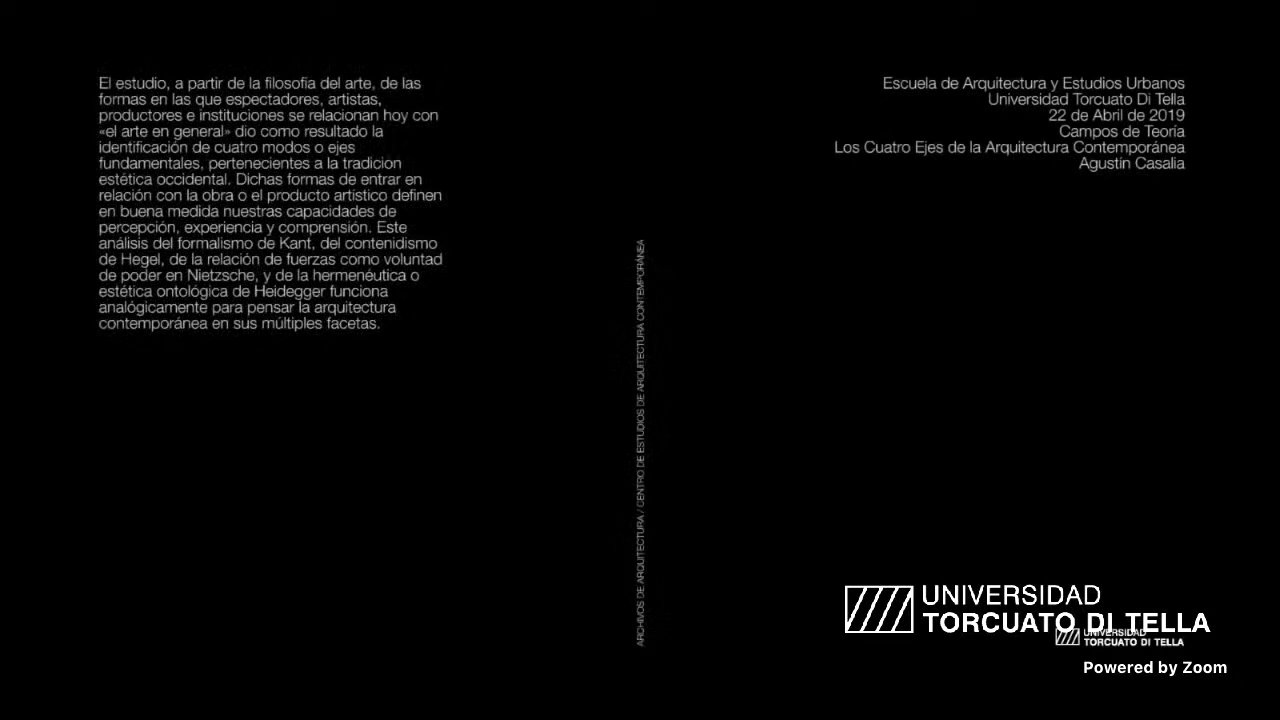 El estudio, a partir de la filosofia del arte, de las
formas en las que espectadores, artistas,
productores e instituciones se relacionan hoy con
«el arte en general» dio como resultado la
identificación de cuatro modos o ejes
fundamentales, pertenecientes a la tradicion
estética occidental. Dichas formas de entrar en
relación con la obra o el producto artistico definen
en buena medida nuestras capacidades de
percepción, experiencia y comprensión. Este
análisis del formalismo de Kant, del contenidismo
de Hegel, de la relación de fuerzas como voluntad
de poder en Nietzsche, y de la hermenéutica o
estética ontológica de Heidegger funciona
analógicamente para pensar la arquitectura
contemporánea en sus múltiples facetas.
ARCHIVOS DE ARQUITECTURA / CENTRO DE ESTUDIOS DE ARQUITECTURA CONTEMPORÁNEA
Escuela de Arquitectura y Estudios Urbanos
Universidad Torcuato Di Tella
22 de Abril de 2019
Campos de Teoría
Los Cuatro Ejes de la Arquitectura Contemporánea
Agustin Casalia
UNIVERSIDAD
TORCUATO DI TELLA
UNIVERSIDAD
TORCUATO DI TELLA
Powered by Zoom